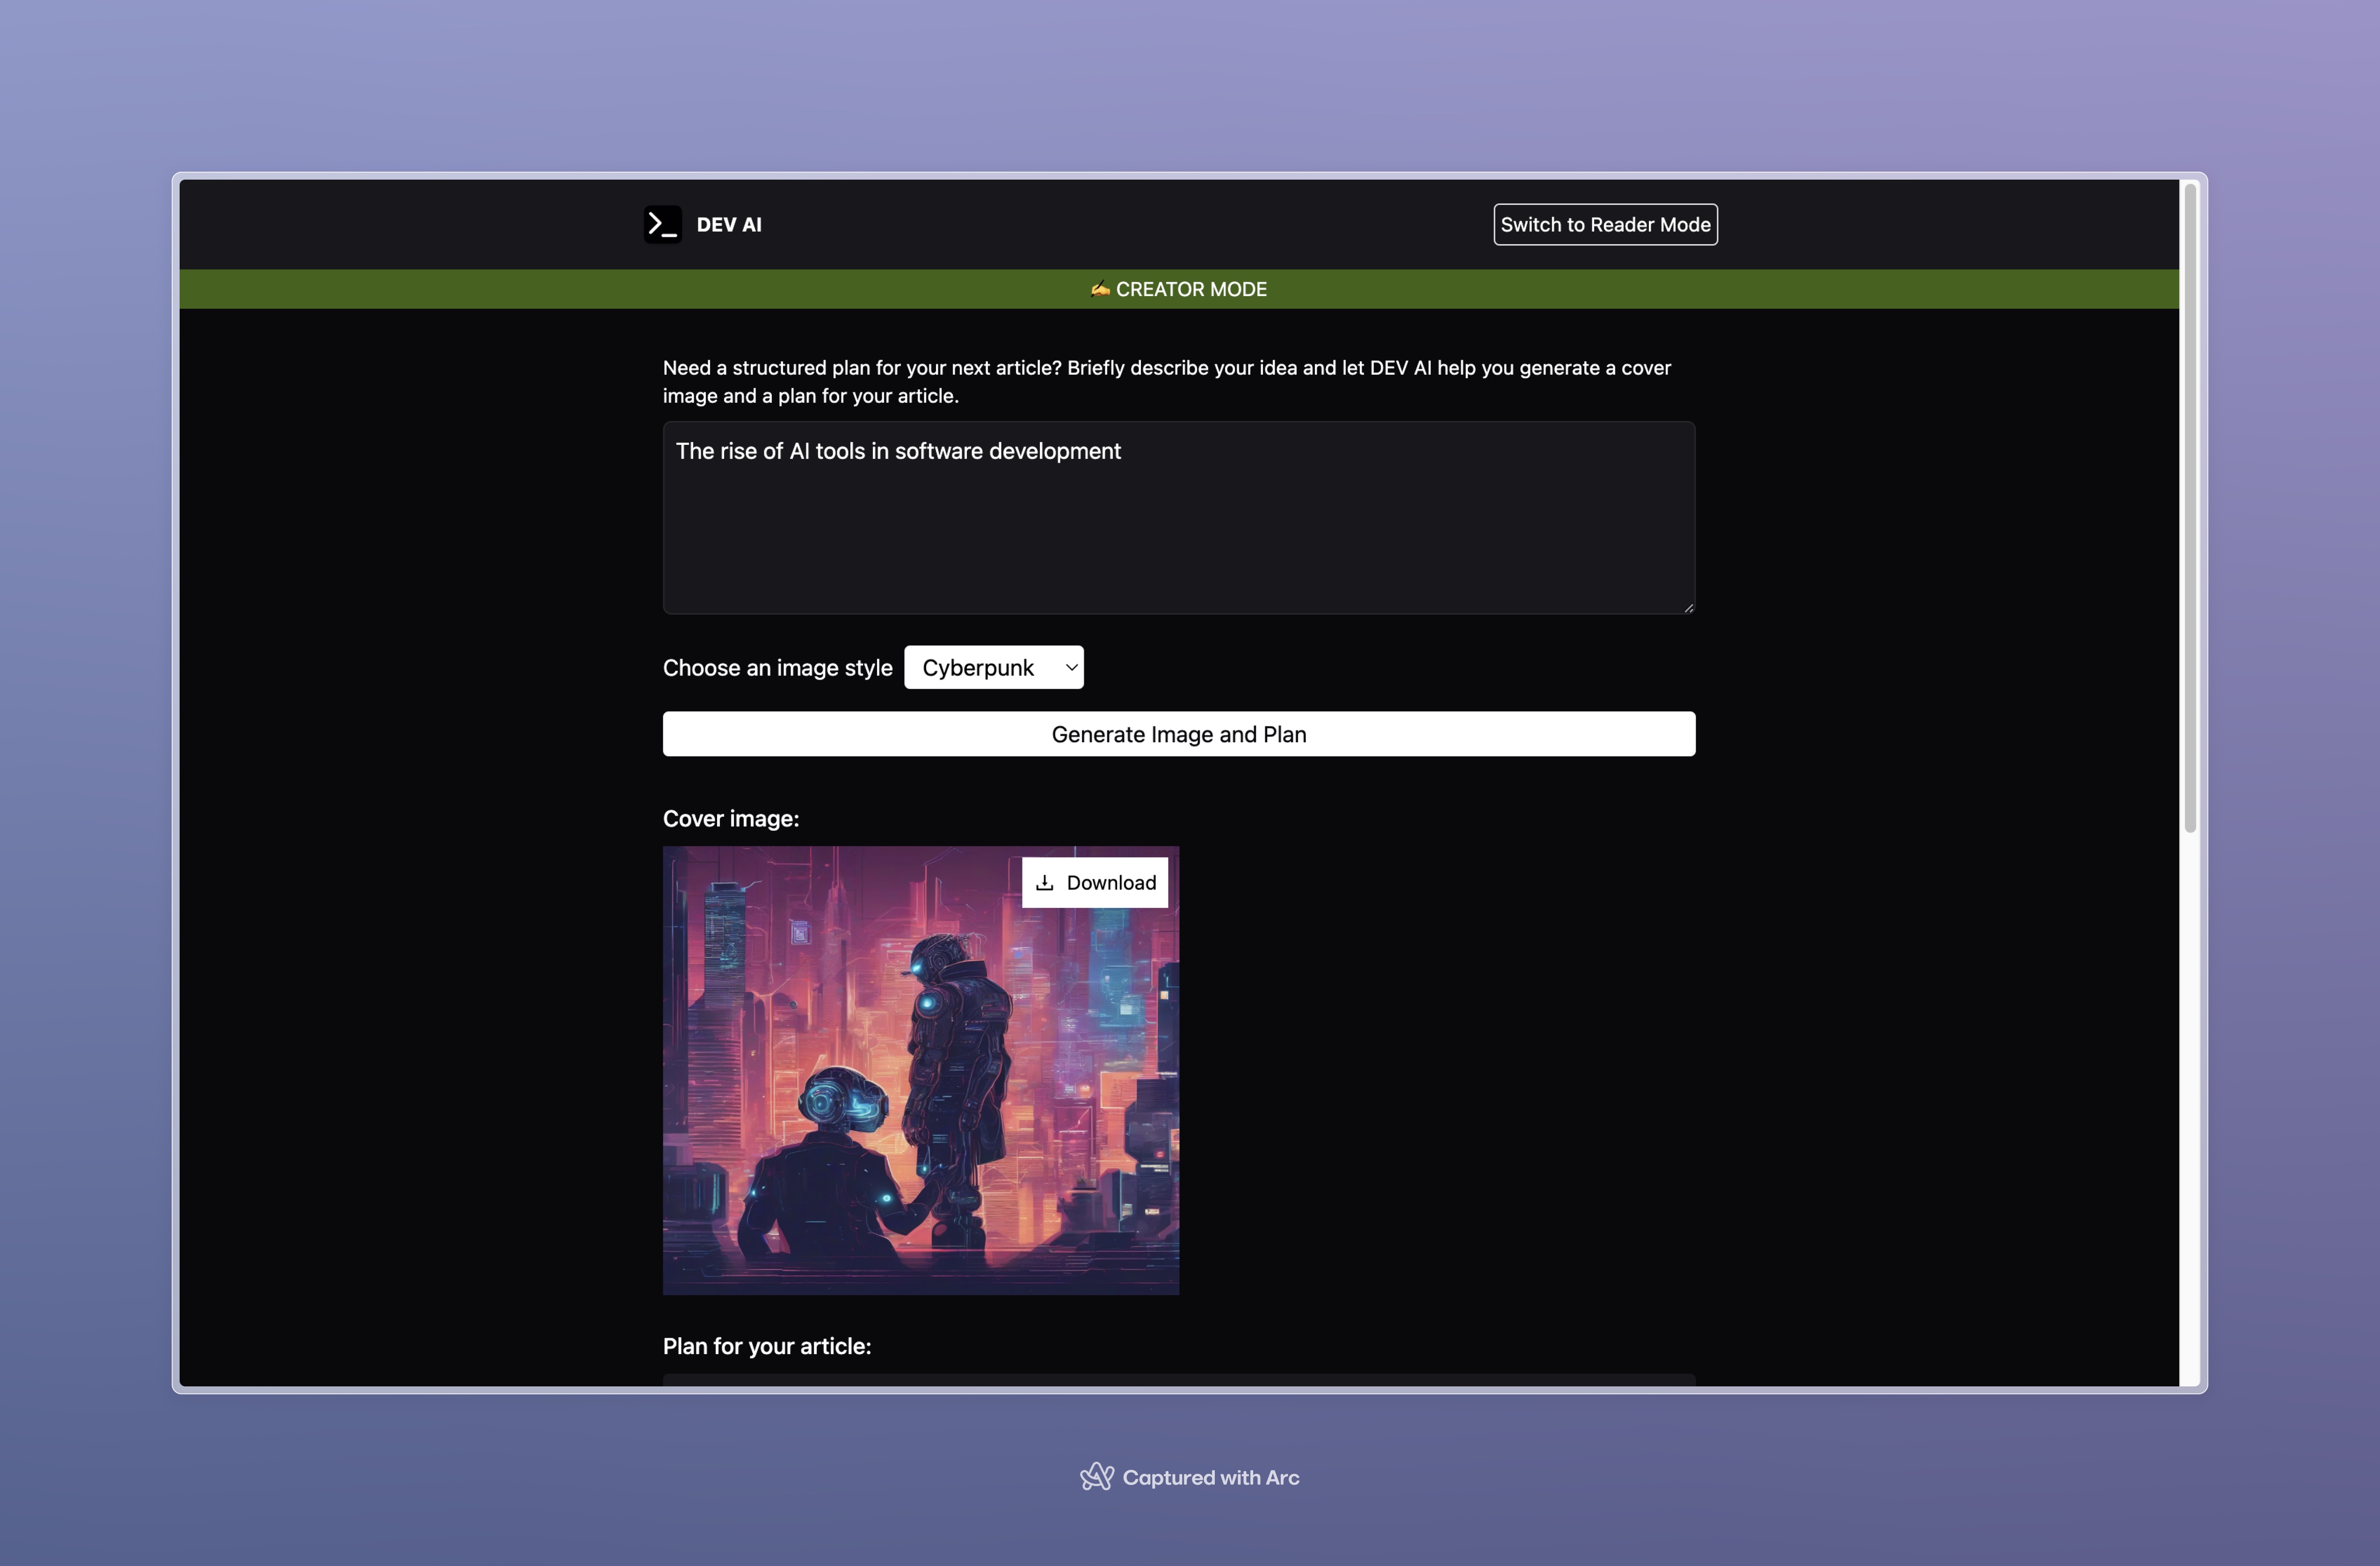 DEV AI
Switch to Reader Mode
✍️ CREATOR MODE
Need a structured plan for your next article? Briefly describe your idea and let DEV AI help you generate a cover
image and a plan for your article.
The rise of AI tools in software development
Choose an image style Cyberpunk
Generate Image and Plan
Cover image:
Download
Plan for your article:
Captured with Arc